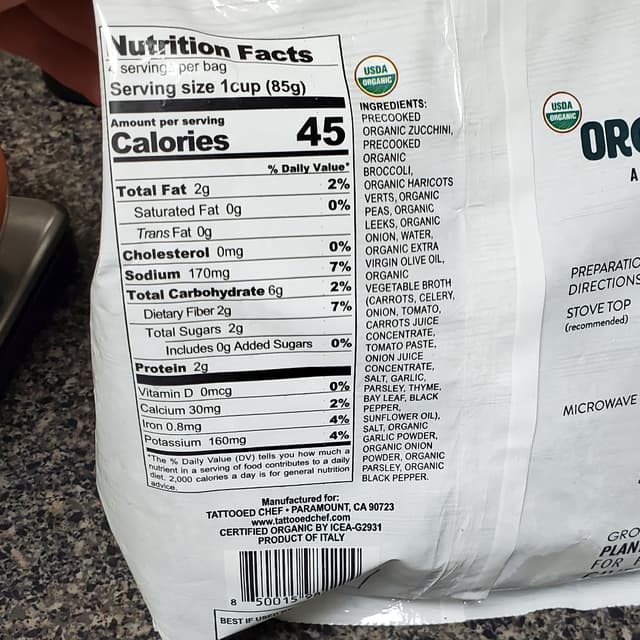 Nutrition Facts
4 servings per bag
Serving size 1cup (85g)
Amount per serving
Calories 45
% Daily Value*
Total Fat 2g 2%
Saturated Fat 0g 0%
Trans Fat 0g
Cholesterol 0mg 0%
Sodium 170mg 7%
Total Carbohydrate 6g 2%
Dietary Fiber 2g 7%
Total Sugars 2g
Includes 0g Added Sugars 0%
Protein 2g
Vitamin D 0mcg 0%
Calcium 30mg 2%
Iron 0.8mg 4%
Potassium 160mg 4%
*The % Daily Value (DV) tells you how much a
nutrient in a serving of food contributes to a daily
diet. 2,000 calories a day is for general nutrition
advice.
USDA
ORGANIC
INGREDIENTS:
PRECOOKED
ORGANIC ZUCCHINI,
PRECOOKED
ORGANIC
BROCCOLI,
ORGANIC HARICOTS
VERTS, ORGANIC
PEAS, ORGANIC
LEEKS, ORGANIC
ONION, WATER,
ORGANIC EXTRA
VIRGIN OLIVE OIL,
ORGANIC
VEGETABLE BROTH
(CARROTS, CELERY,
ONION, TOMATO,
CARROTS JUICE
CONCENTRATE,
TOMATO PASTE,
ONION JUICE
CONCENTRATE,
SALT, GARLIC,
PARSLEY, THYME,
BAY LEAF, BLACK
PEPPER,
SUNFLOWER OIL),
SALT, ORGANIC
GARLIC POWDER,
ORGANIC ONION
POWDER, ORGANIC
PARSLEY, ORGANIC
BLACK PEPPER.
Manufactured for:
TATTOOED CHEF • PARAMOUNT, CA 90723
www.tattooedchef.com
CERTIFIED ORGANIC BY ICEA-G2931
PRODUCT OF ITALY
8 50015
BEST IF USED
USDA
ORGANIC
ORG
A
PREPARATIO
DIRECTIONS
STOVE TOP
(recommended)
MICROWAVE
GRO
PLAN
FOR